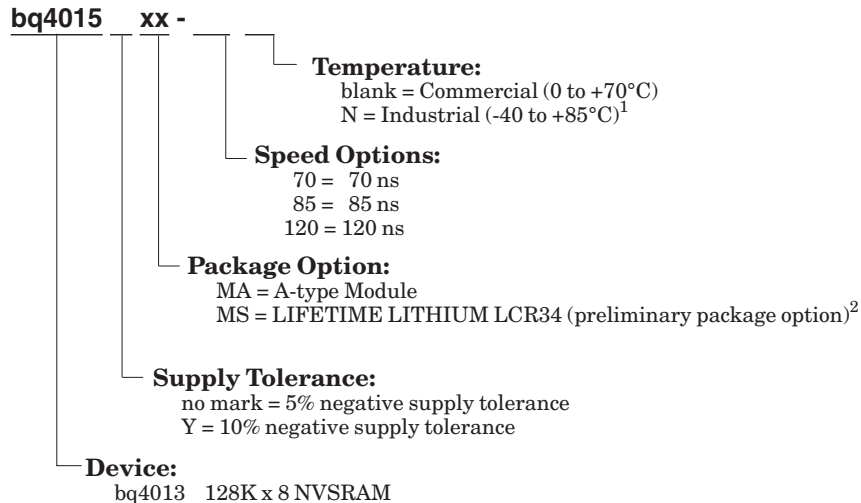 bq4015 xx -
Temperature:
blank = Commercial (0 to +70°C)
N = Industrial (-40 to +85°C)1
Speed Options:
70 = 70 ns
85 = 85 ns
120 = 120 ns
Package Option:
MA = A-type Module
MS = LIFETIME LITHIUM LCR34 (preliminary package option)2
Supply Tolerance:
no mark = 5% negative supply tolerance
Y = 10% negative supply tolerance
Device:
bq4013 128K x 8 NVSRAM